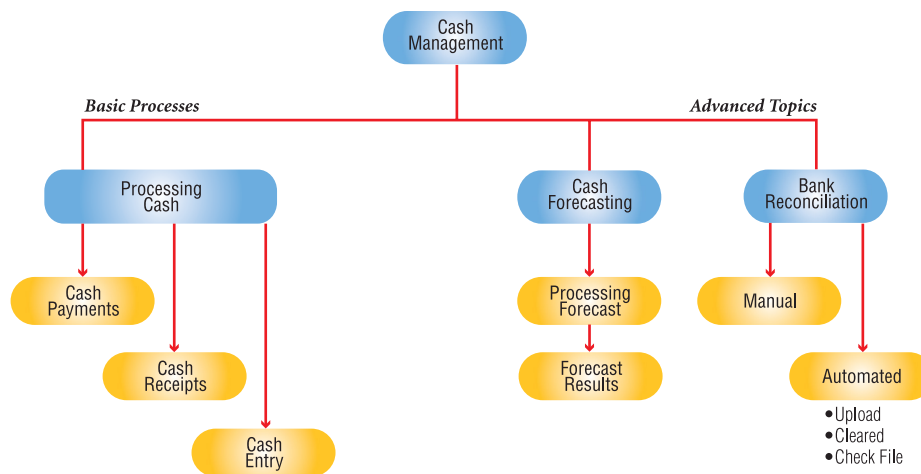 Cash
Management
Basic Processes
Advanced Topics
Processing
Cash
Cash
Forecasting
Bank
Reconciliation
Cash
Payments
Processing
Forecast
Manual
Cash
Receipts
Forecast
Results
Automated
•Upload
•Cleared
•Check File
Cash
Entry